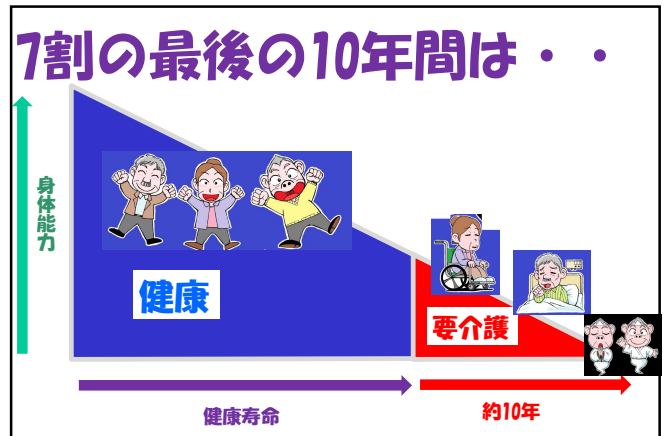 7割の最後の10年間は・・
身体能力
健康
要介護
健康寿命
約10年